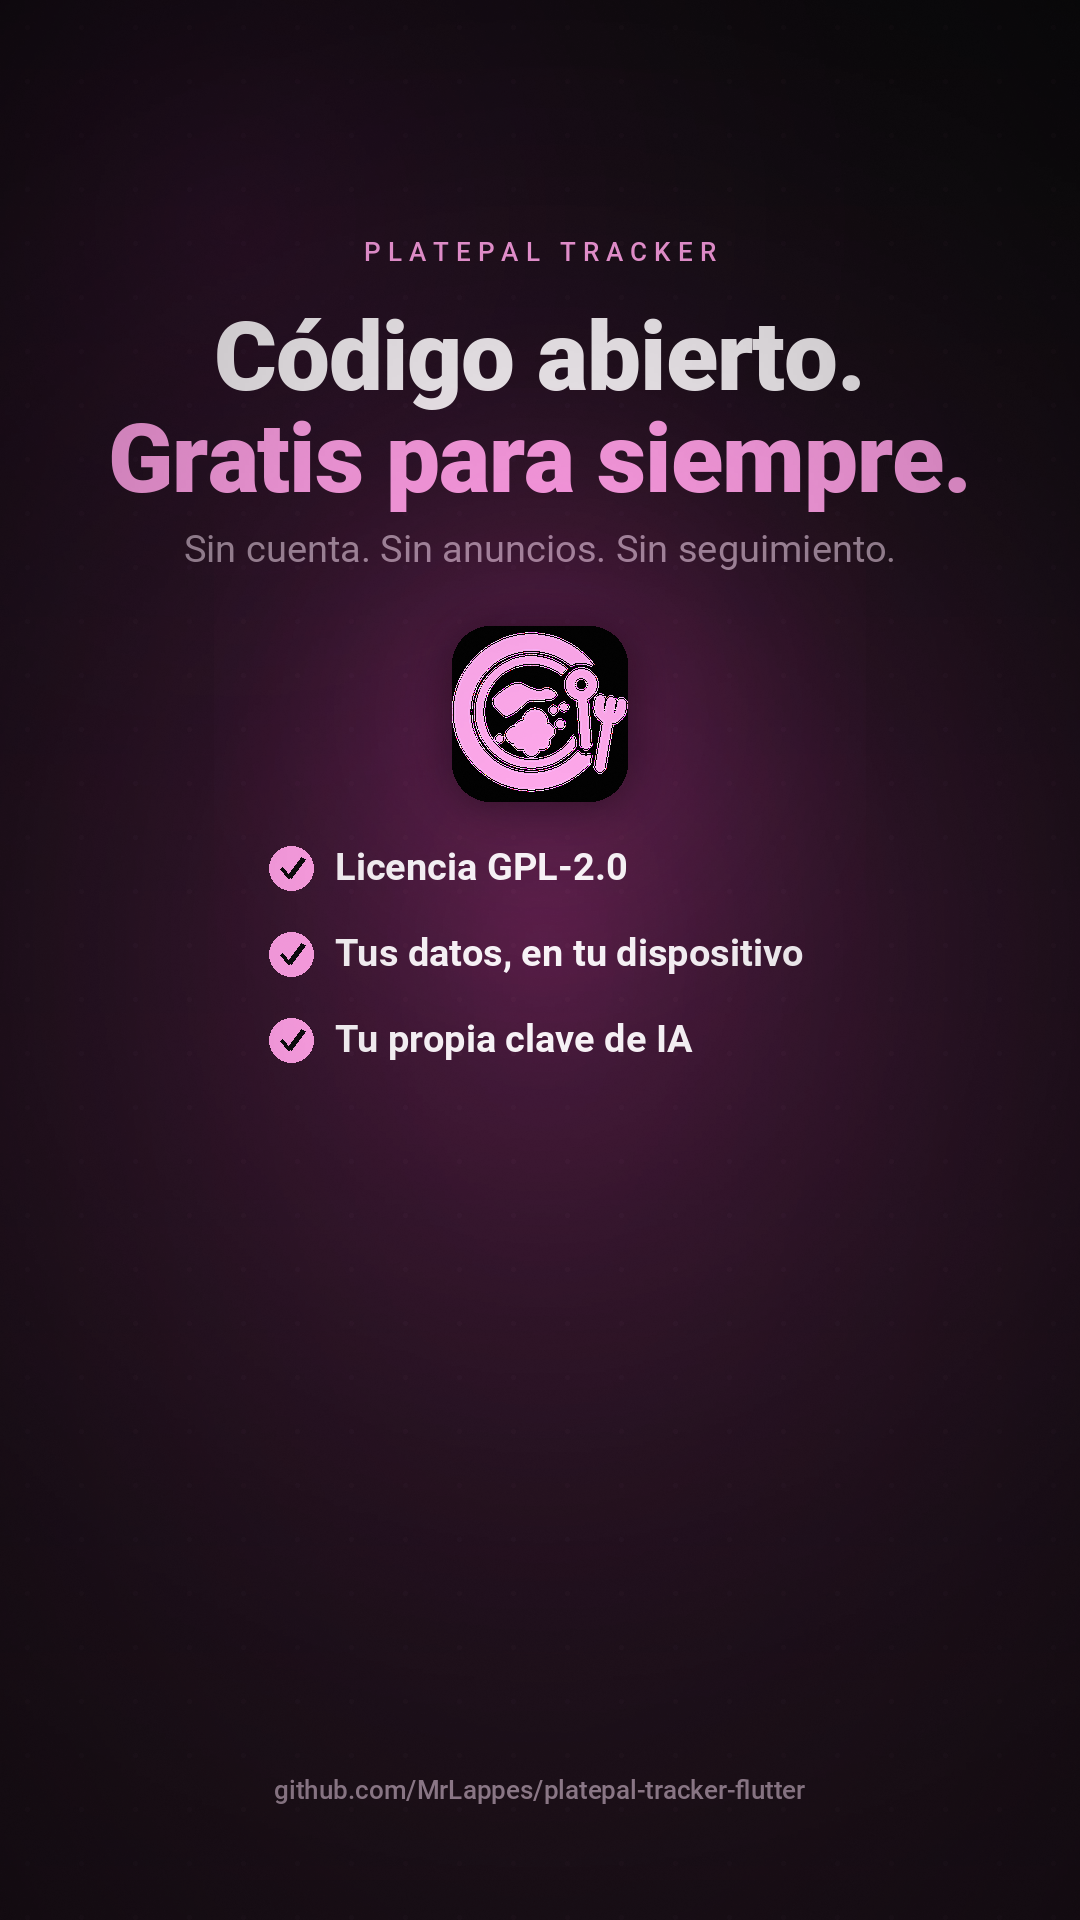 PLATEPAL TRACKER
Código abierto.
Gratis para siempre.
Sin cuenta. Sin anuncios. Sin seguimiento.
Licencia GPL-2.0
Tus datos, en tu dispositivo
Tu propia clave de IA
github.com/MrLappes/platepal-tracker-flutter